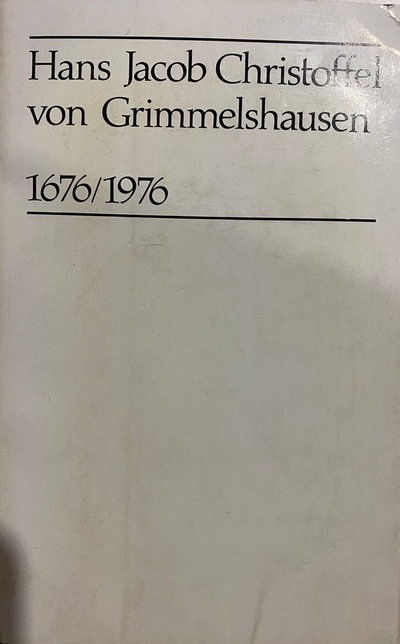 Hans Jacob Christoffel
von Grimmelshausen
1676/1976